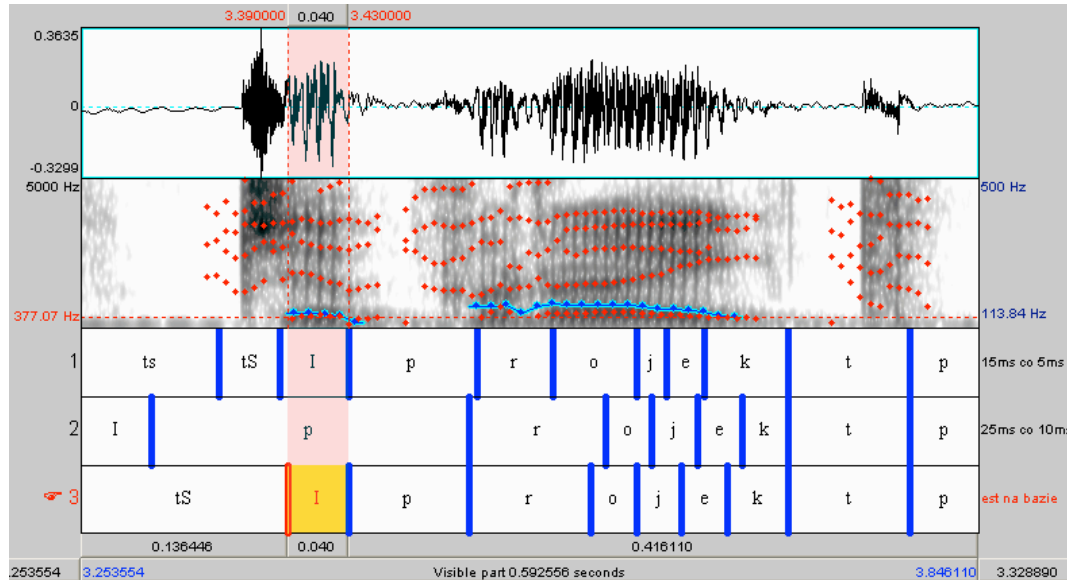 3.390000 0.040 3.430000
0.3635
0
-0.3299
5000 Hz 500 Hz
377.07 Hz 113.84 Hz
1 ts tS I p r o j e k t p 15ms co 5ms
2 I p r o j e k t p 25ms co 10ms
3 tS I p r o j e k t p est na bazie
0.136446 0.040 0.416110
.253554 3.253554 Visible part 0.592556 seconds 3.846110 3.328890